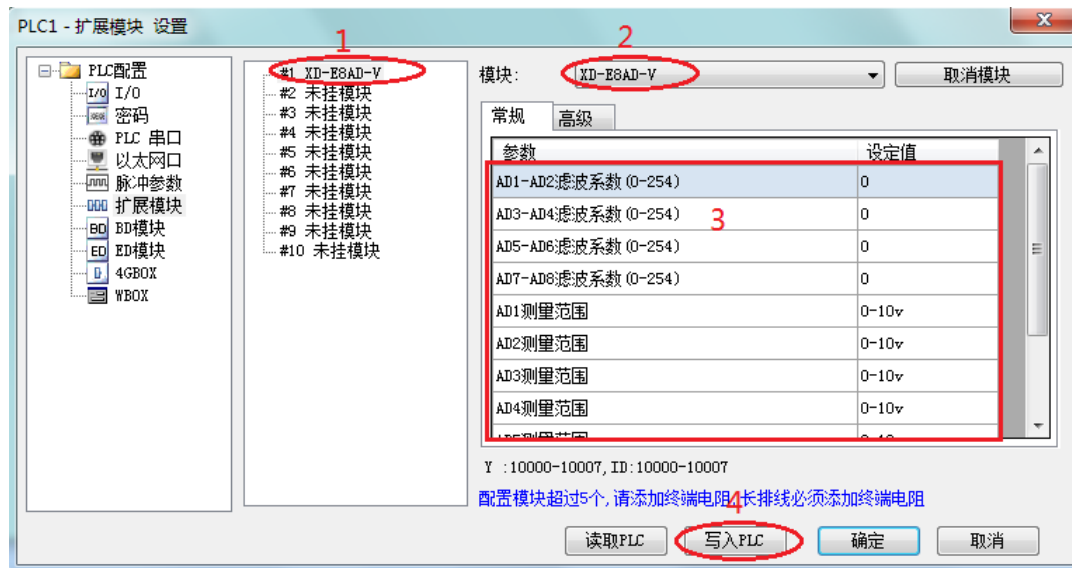 PLC1 - 扩展模块 设置
1
2
PLC配置
I/O I/O
密码
PLC 串口
以太网口
脉冲参数
扩展模块
BD BD模块
ED ED模块
4GBOX
WBOX
#1 XD-E8AD-V
#2 未挂模块
#3 未挂模块
#4 未挂模块
#5 未挂模块
#6 未挂模块
#7 未挂模块
#8 未挂模块
#9 未挂模块
#10 未挂模块
模块: XD-E8AD-V 取消模块
常规 高级
参数 设定值
AD1-AD2滤波系数(0-254) 0
AD3-AD4滤波系数(0-254) 0
3
AD5-AD6滤波系数(0-254) 0
AD7-AD8滤波系数(0-254) 0
AD1测量范围 0-10v
AD2测量范围 0-10v
AD3测量范围 0-10v
AD4测量范围 0-10v
Y :10000-10007, ID:10000-10007
配置模块超过5个,请添加终端电阻,长排线必须添加终端电阻
4
读取PLC 写入PLC 确定 取消